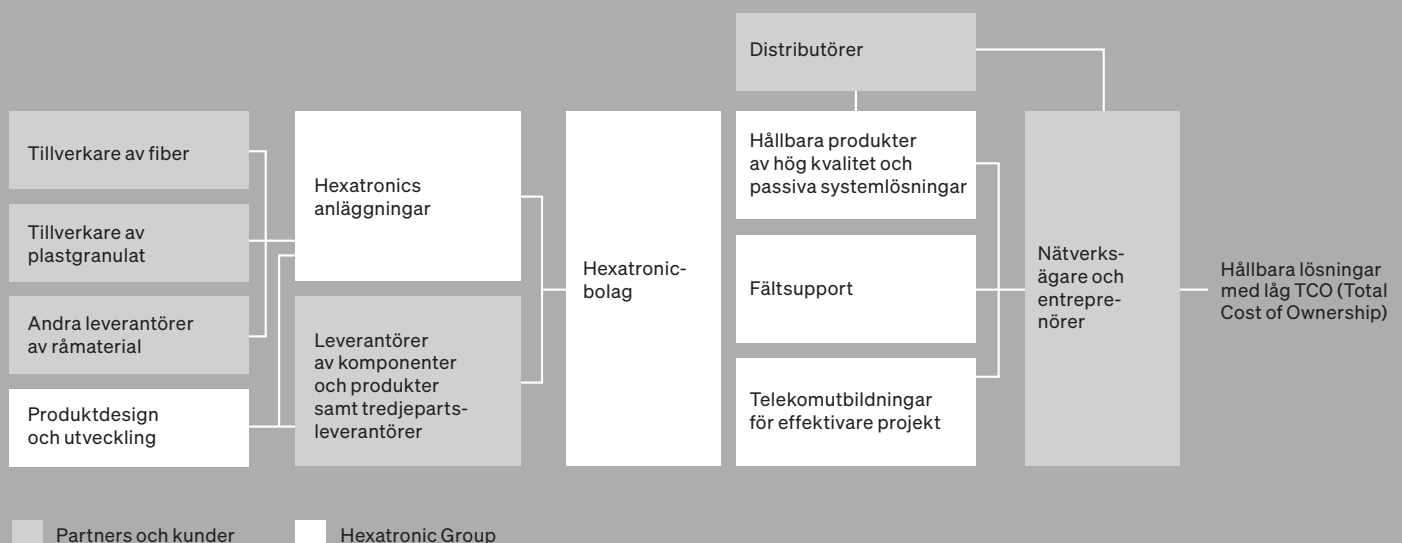 Tillverkare av fiber
Tillverkare av
plastgranulat
Andra leverantörer
av råmaterial
Produktdesign
och utveckling
Hexatronics
anläggningar
Leverantörer
av komponenter
och produkter
samt tredjeparts-
leverantörer
Hexatronic-
bolag
Distributörer
Hållbara produkter
av hög kvalitet och
passiva systemlösningar
Fältsupport
Telekomutbildningar
för effektivare projekt
Nätverks-
ägare och
entrepre-
nörer
Hållbara lösningar
med låg TCO (Total
Cost of Ownership)
Partners och kunder
Hexatronic Group